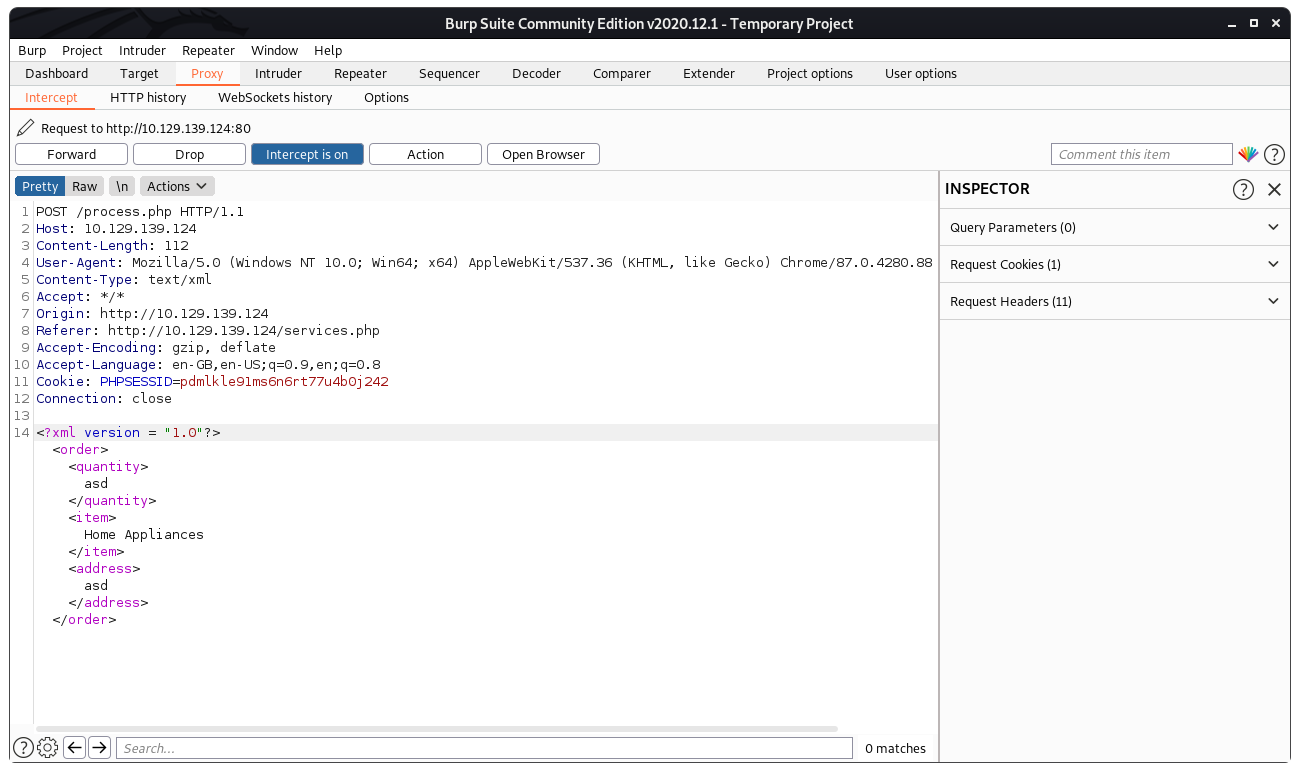 Burp Suite Community Edition v2020.12.1 - Temporary Project
Burp Project Intruder Repeater Window Help
Dashboard Target Proxy Intruder Repeater Sequencer Decoder Comparer Extender Project options User options
Intercept HTTP history WebSockets history Options
Request to http://10.129.139.124:80
Forward Drop Intercept is on Action Open Browser Comment this item ?
Pretty Raw \n Actions INSPECTOR ?
1 POST /process.php HTTP/1.1
2 Host: 10.129.139.124
3 Content-Length: 112
4 User-Agent: Mozilla/5.0 (Windows NT 10.0; Win64; x64) AppleWebKit/537.36 (KHTML, like Gecko) Chrome/87.0.4280.88
5 Content-Type: text/xml
6 Accept: */*
7 Origin: http://10.129.139.124
8 Referer: http://10.129.139.124/services.php
9 Accept-Encoding: gzip, deflate
10 Accept-Language: en-GB,en-US;q=0.9,en;q=0.8
11 Cookie: PHPSESSID=pdmlkle91ms6n6rt77u4b0j242
12 Connection: close
13
14 <?xml version = "1.0"?>
<order>
<quantity>
asd
</quantity>
<item>
Home Appliances
</item>
<address>
asd
</address>
</order>
Query Parameters (0)
Request Cookies (1)
Request Headers (11)
? Search... 0 matches